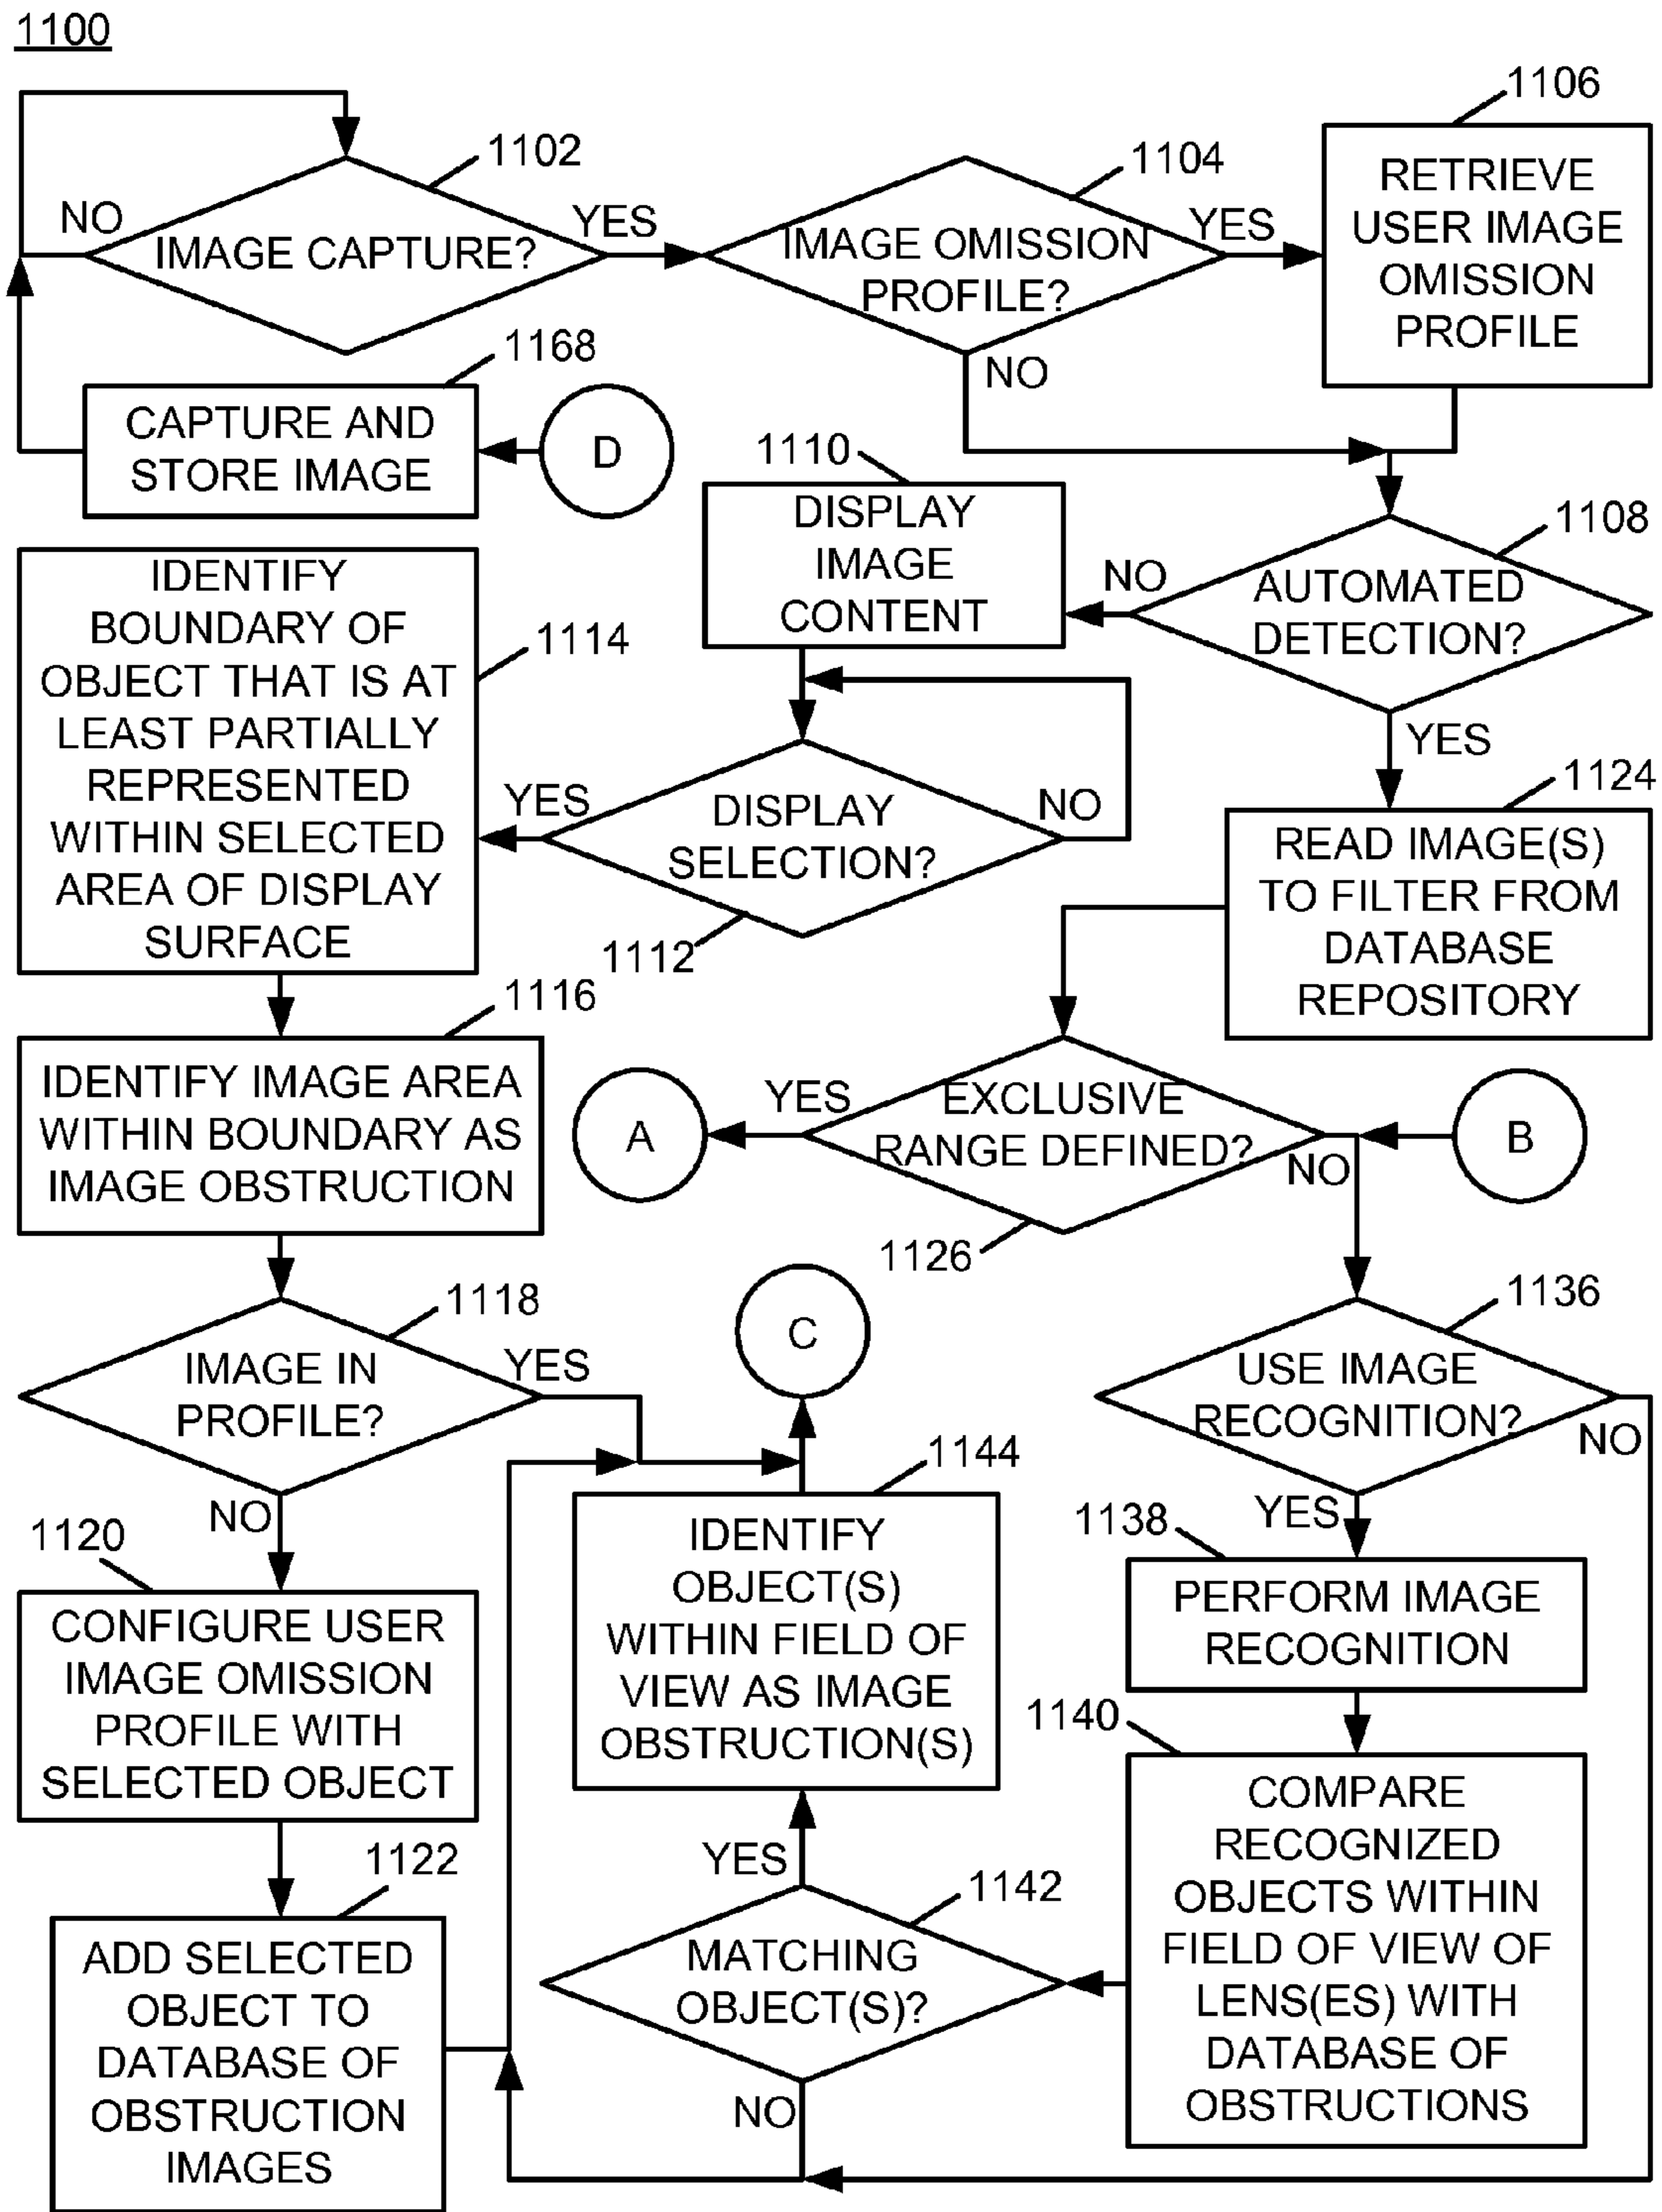 1100
1102
NO
IMAGE CAPTURE?
YES
1104
IMAGE OMISSION
PROFILE?
YES
NO
1106
RETRIEVE
USER IMAGE
OMISSION
PROFILE
1168
CAPTURE AND
STORE IMAGE
D
1110
DISPLAY
IMAGE
CONTENT
1108
NO
AUTOMATED
DETECTION?
YES
IDENTIFY
BOUNDARY OF
OBJECT THAT IS AT
LEAST PARTIALLY
REPRESENTED
WITHIN SELECTED
AREA OF DISPLAY
SURFACE
1114
YES
DISPLAY
SELECTION?
NO
1112
1124
READ IMAGE(S)
TO FILTER FROM
DATABASE
REPOSITORY
1116
IDENTIFY IMAGE AREA
WITHIN BOUNDARY AS
IMAGE OBSTRUCTION
A
YES
EXCLUSIVE
RANGE DEFINED?
NO
B
1126
1118
IMAGE IN
PROFILE?
YES
NO
C
1136
USE IMAGE
RECOGNITION?
NO
YES
1120
CONFIGURE USER
IMAGE OMISSION
PROFILE WITH
SELECTED OBJECT
1144
IDENTIFY
OBJECT(S)
WITHIN FIELD OF
VIEW AS IMAGE
OBSTRUCTION(S)
1138
PERFORM IMAGE
RECOGNITION
1140
COMPARE
RECOGNIZED
OBJECTS WITHIN
FIELD OF VIEW OF
LENS(ES) WITH
DATABASE OF
OBSTRUCTIONS
1122
ADD SELECTED
OBJECT TO
DATABASE OF
OBSTRUCTION
IMAGES
YES
1142
MATCHING
OBJECT(S)?
NO